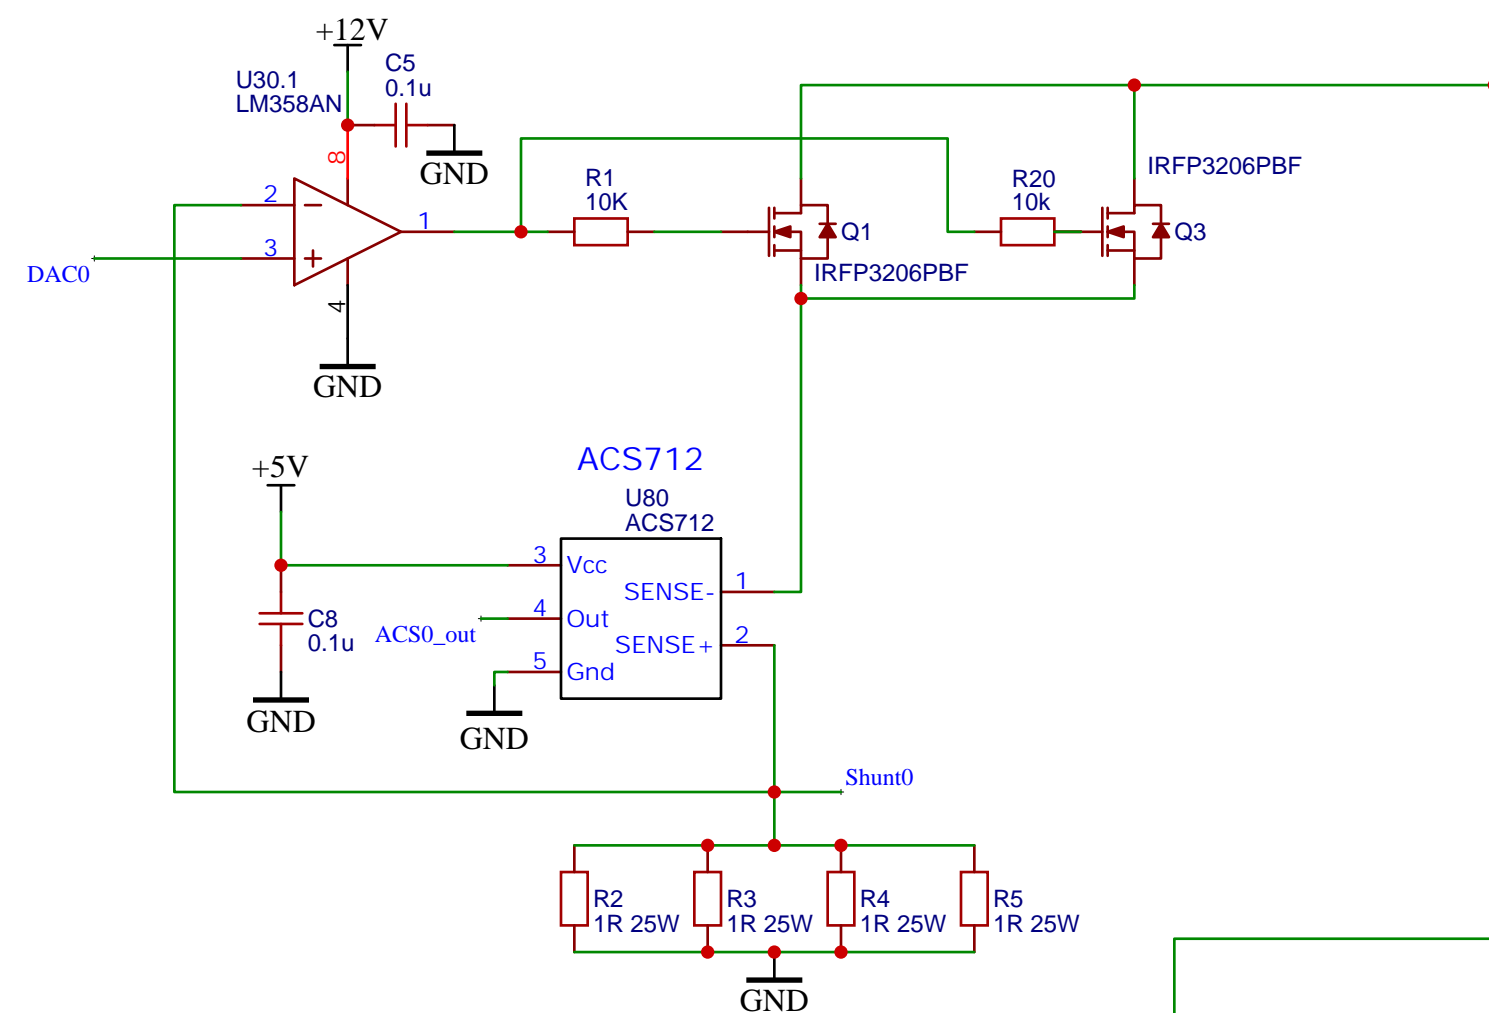 +12V
U30.1
LM358AN
C5
0.1u
GND
8
2
3
1
4
DAC0
GND
R1
10K
Q1
IRFP3206PBF
R20
10k
IRFP3206PBF
Q3
ACS712
U80
ACS712
+5V
C8
0.1u
GND
3
Vcc
SENSE-
1
4
Out
ACS0_out
SENSE+
2
5
Gnd
GND
Shunt0
R2
1R 25W
R3
1R 25W
R4
1R 25W
R5
1R 25W
GND